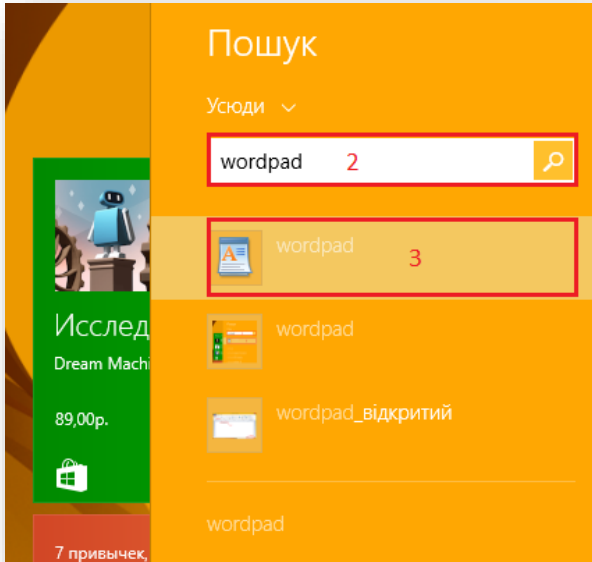 Пошук
Усюди
wordpad 2
wordpad 3
wordpad
wordpad_відкритий
wordpad
Исслед
Dream Machi
89,00р.
7 привычек,